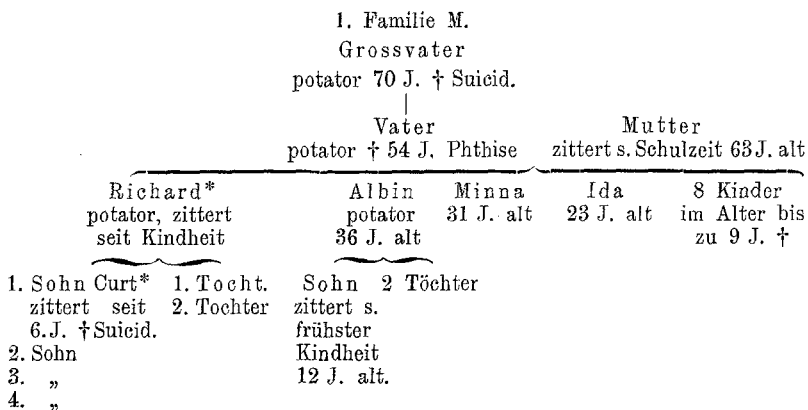 1. Familie M.
Grossvater
potator 70 J. † Suicid.
Vater Mutter
potator † 54 J. Phthise zittert s. Schulzeit 63 J. alt
Richard* Albin Minna Ida 8 Kinder
potator, zittert potator 31 J. alt 23 J. alt im Alter bis
seit Kindheit 36 J. alt zu 9 J. †
1. Sohn Curt* 1. Tocht. Sohn 2 Töchter
zittert seit 2. Tochter zittert s.
6. J. † Suicid. frühster
2. Sohn Kindheit
3. „ 12 J. alt.
4. „